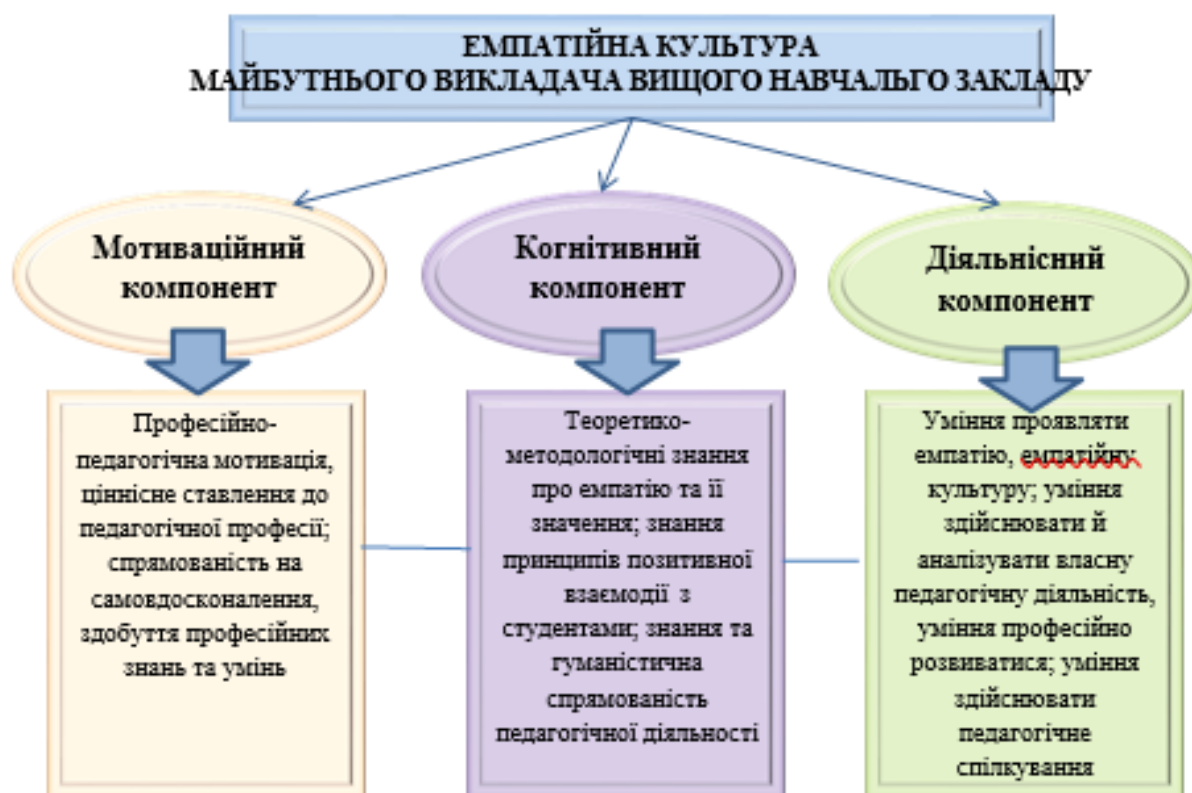 ЕМПАТІЙНА КУЛЬТУРА
МАЙБУТНЬОГО ВИКЛАДАЧА ВИЩОГО НАВЧАЛЬГО ЗАКЛАДУ
Мотиваційний
компонент
Когнітивний
компонент
Діяльнісний
компонент
Професійно-
педагогічна мотивація,
ціннісне ставлення до
педагогічної професії;
спрямованість на
самовдосконалення,
здобуття професійних
знань та умінь
Теоретико-
методологічні знання
про емпатію та її
значення; знання
принципів позитивної
взаємодії з
студентами; знання та
гуманістична
спрямованість
педагогічної діяльності
Уміння проявляти
емпатію, емпатійну
культуру; уміння
здійснювати й
аналізувати власну
педагогічну діяльність,
уміння професійно
розвиватися; уміння
здійснювати
педагогічне
спілкування